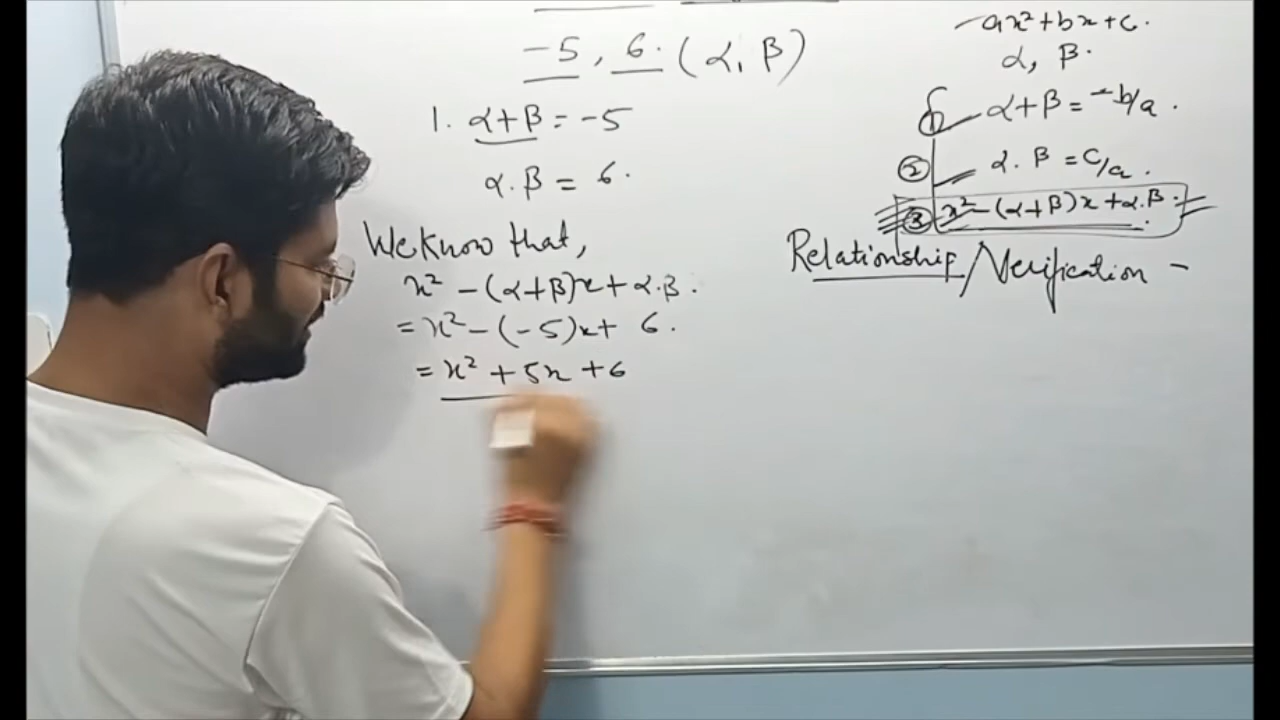 -5, 6. (α, β)
1. α+β = -5
α.β = 6.
We know that,
x² - (α+β)x + α.β.
= x² - (-5)x + 6.
= x² + 5x + 6
ax² + bx + c.
α, β.
① α+β = -b/a.
② α.β = c/a.
③ x² - (α+β)x + α.β.
Relationship/Verification -